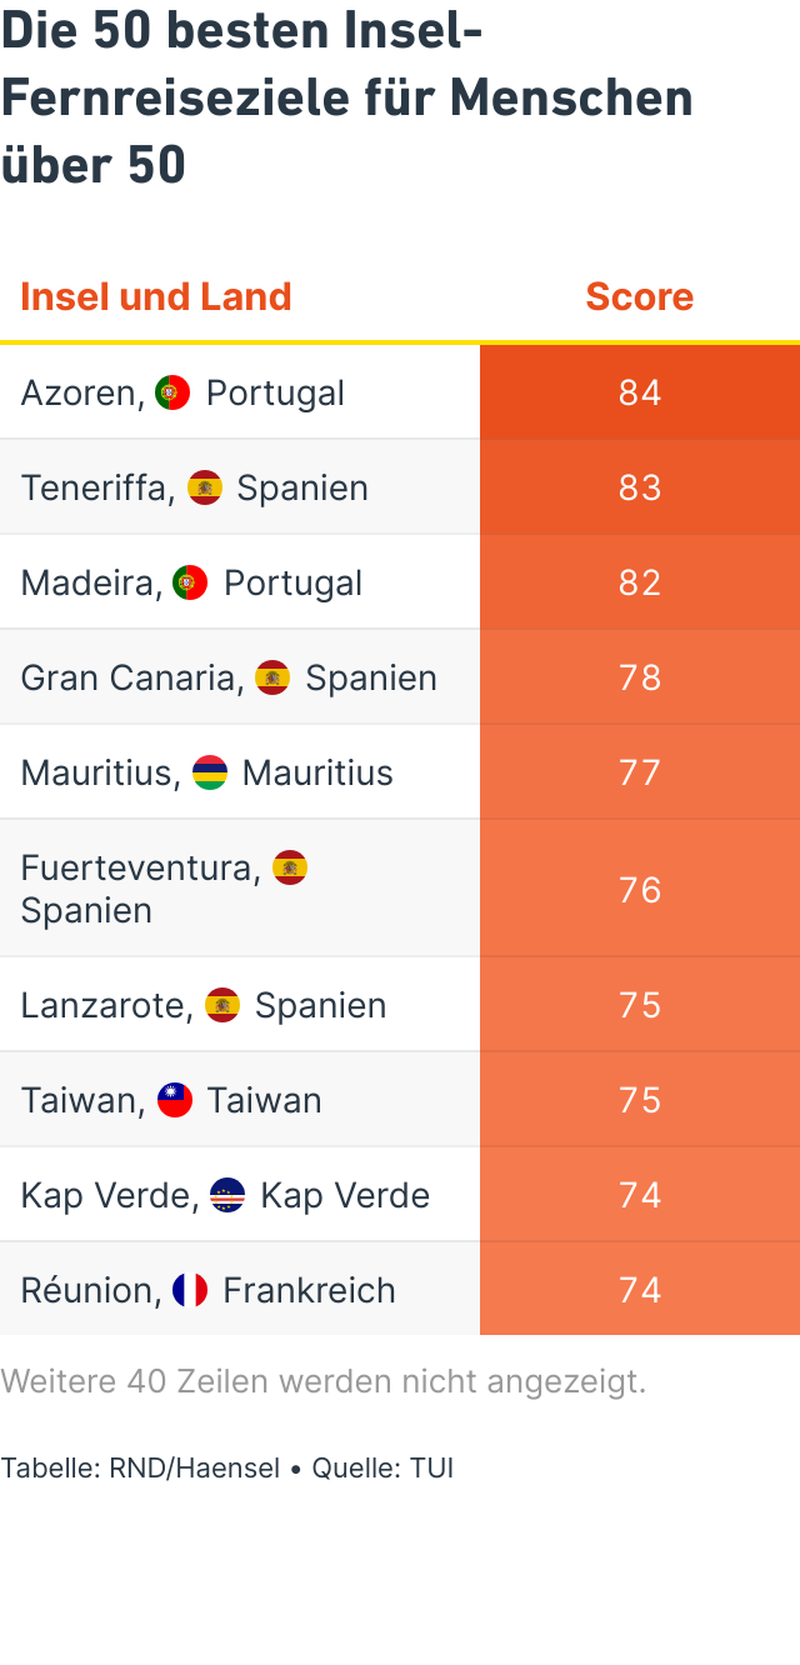 Die 50 besten Insel-
Fernreiseziele für Menschen
über 50
Insel und Land Score
Azoren, Portugal 84
Teneriffa, Spanien 83
Madeira, Portugal 82
Gran Canaria, Spanien 78
Mauritius, Mauritius 77
Fuerteventura,
Spanien 76
Lanzarote, Spanien 75
Taiwan, Taiwan 75
Kap Verde, Kap Verde 74
Réunion, Frankreich 74
Weitere 40 Zeilen werden nicht angezeigt.
Tabelle: RND/Haensel • Quelle: TUI